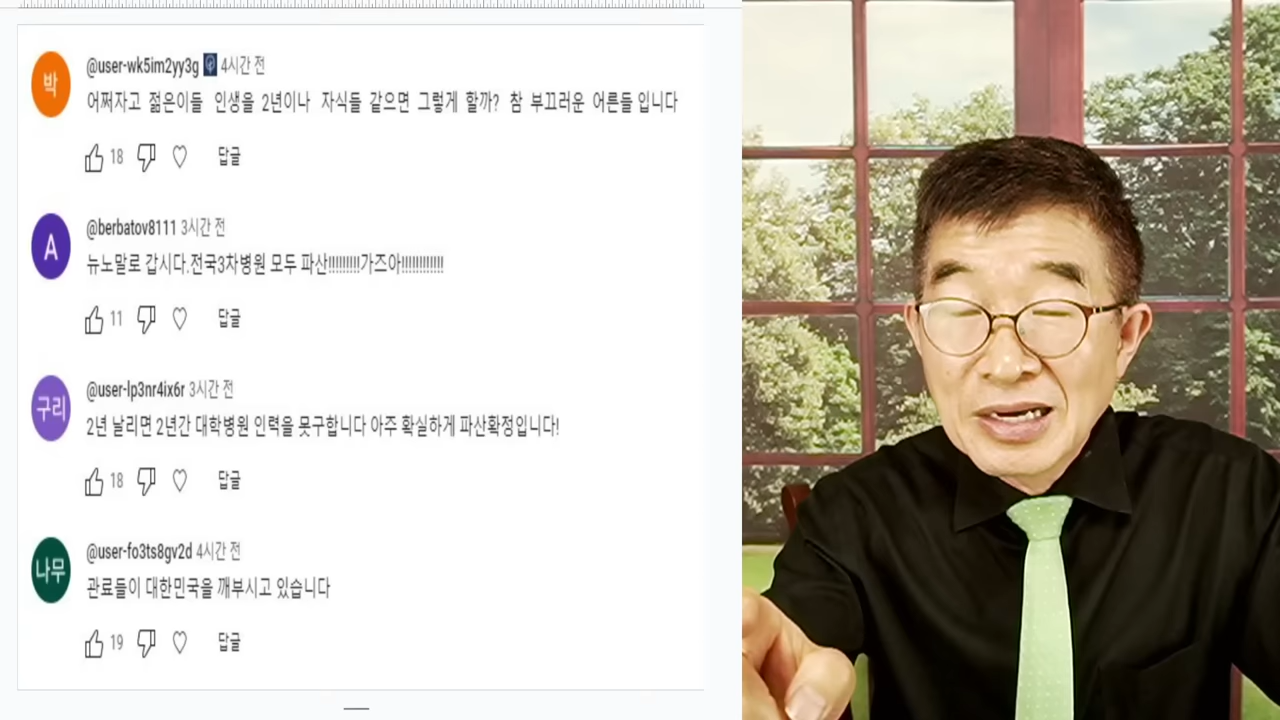 박
@user-wk5im2yy3g 4시간 전
어쩌자고 젊은이들 인생을 2년이나 자식들 같으면 그렇게 할까? 참 부끄러운 어른들 입니다
18 답글
A
@berbatov8111 3시간 전
뉴노말로 갑시다.전국3차병원 모두 파산!!!!!!!!!가즈아!!!!!!!!!!!!
11 답글
구리
@user-lp3nr4ix6r 3시간 전
2년 날리면 2년간 대학병원 인력을 못구합니다 아주 확실하게 파산확정입니다!
18 답글
나무
@user-fo3ts8gv2d 4시간 전
관료들이 대한민국을 깨부시고 있습니다
19 답글